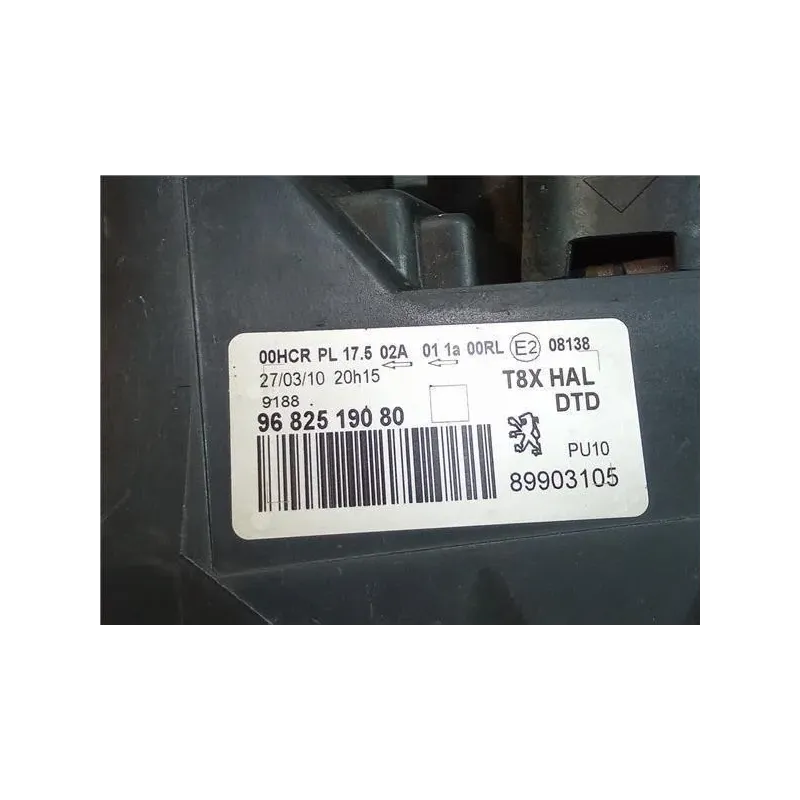 00HCR PL 17.5 02A 01 1a 00RL E2 08138
27/03/10 20h15
9188 .
T8X HAL
DTD
96 825 190 80
PU10
89903105